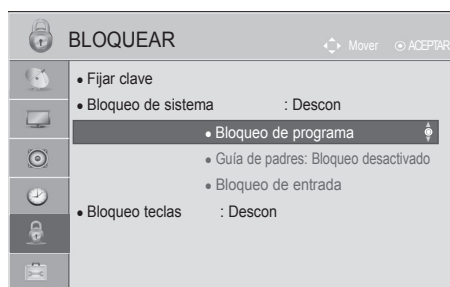 BLOQUEAR
Mover ACEPTAR
• Fijar clave
• Bloqueo de sistema : Descon
• Bloqueo de programa
• Guía de padres: Bloqueo desactivado
• Bloqueo de entrada
• Bloqueo teclas : Descon